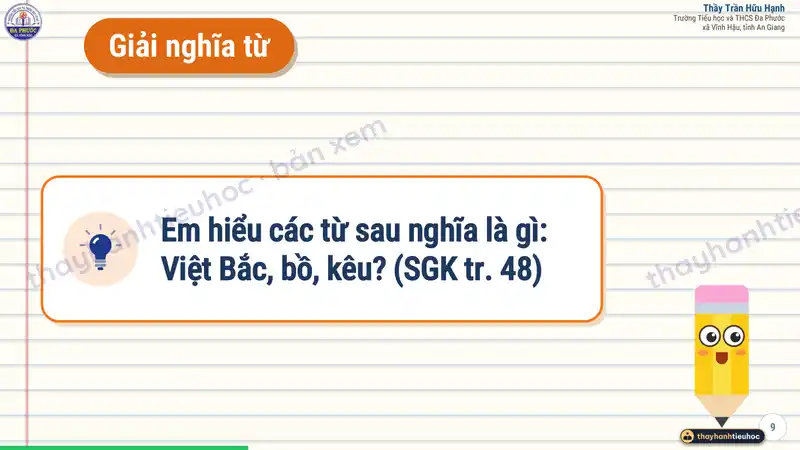 Thầy Trần Hữu Hạnh
Trường Tiểu học và THCS Đa Phước
xã Vĩnh Hậu, tỉnh An Giang
ĐA PHƯỚC
Giải nghĩa từ
thayhanhtieuhoc · bản xem
Em hiểu các từ sau nghĩa là gì:
Việt Bắc, bồ, kêu? (SGK tr. 48)
thayhanhtie
thayhanhtieuhoc
9